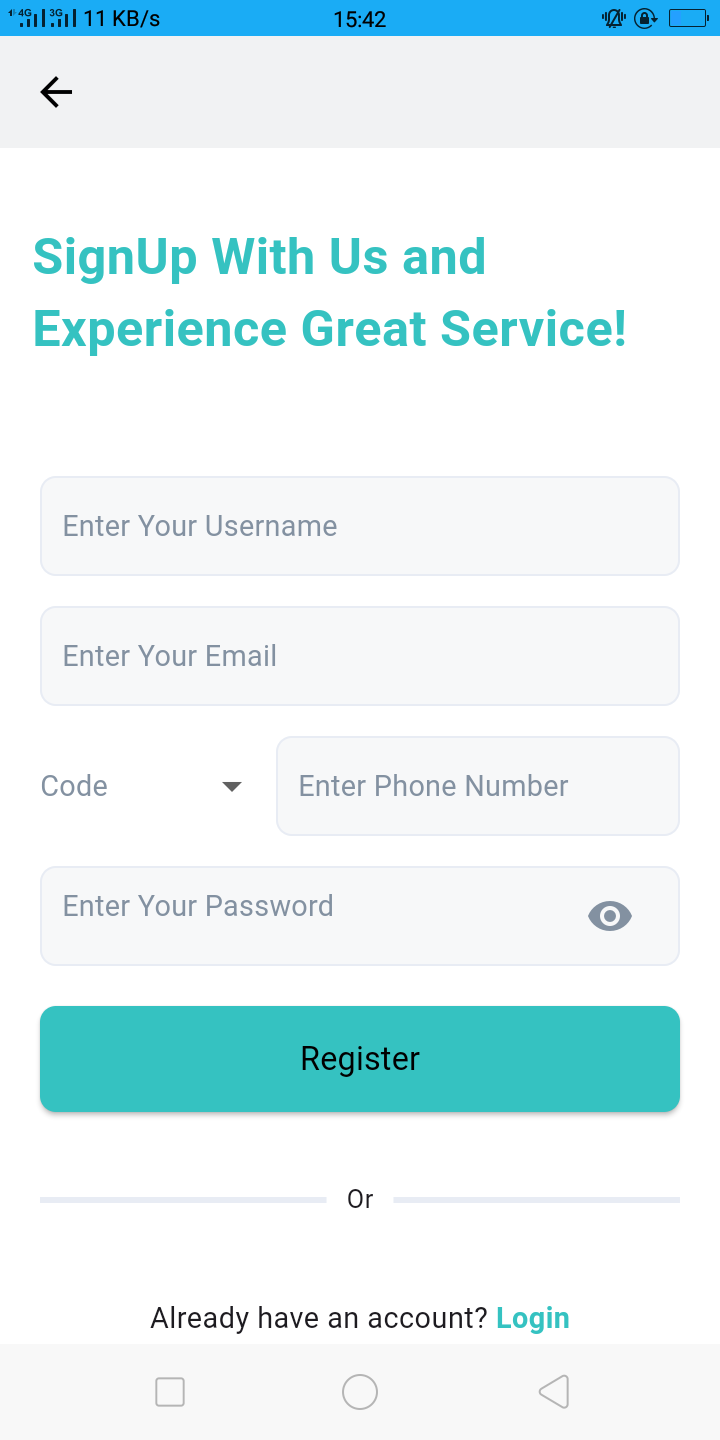 4G 3G 11 KB/s 15:42
SignUp With Us and
Experience Great Service!
Enter Your Username
Enter Your Email
Code Enter Phone Number
Enter Your Password
Register
Or
Already have an account? Login